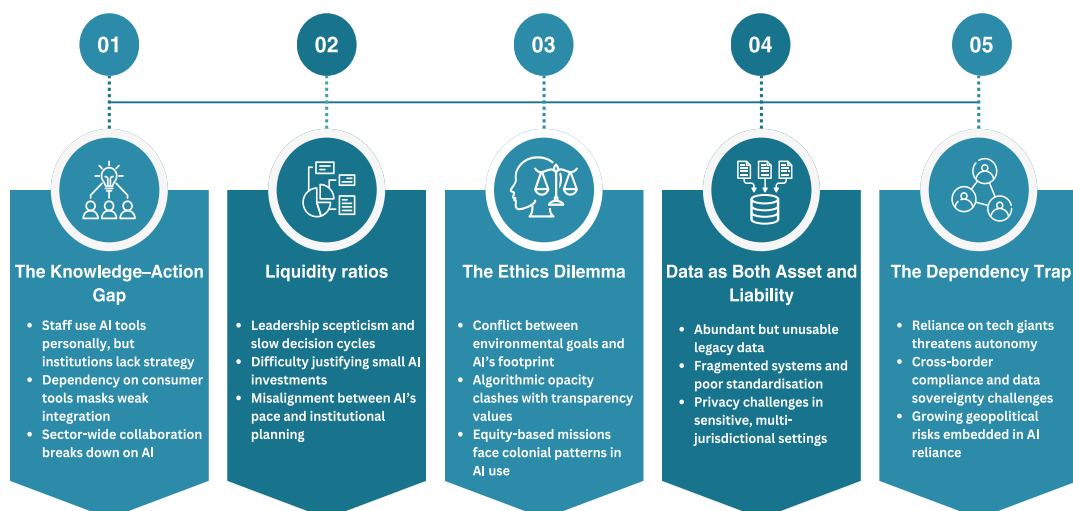 01
02
03
04
05
The Knowledge–Action
Gap
• Staff use AI tools
personally, but
institutions lack strategy
• Dependency on consumer
tools masks weak
integration
• Sector-wide collaboration
breaks down on AI
Liquidity ratios
• Leadership scepticism and
slow decision cycles
• Difficulty justifying small AI
investments
• Misalignment between AI’s
pace and institutional
planning
The Ethics Dilemma
• Conflict between
environmental goals and
AI’s footprint
• Algorithmic opacity
clashes with transparency
values
• Equity-based missions
face colonial patterns in
AI use
Data as Both Asset and
Liability
• Abundant but unusable
legacy data
• Fragmented systems and
poor standardisation
• Privacy challenges in
sensitive, multi-
jurisdictional settings
The Dependency Trap
• Reliance on tech giants
threatens autonomy
• Cross-border
compliance and data
sovereignty challenges
• Growing geopolitical
risks embedded in AI
reliance